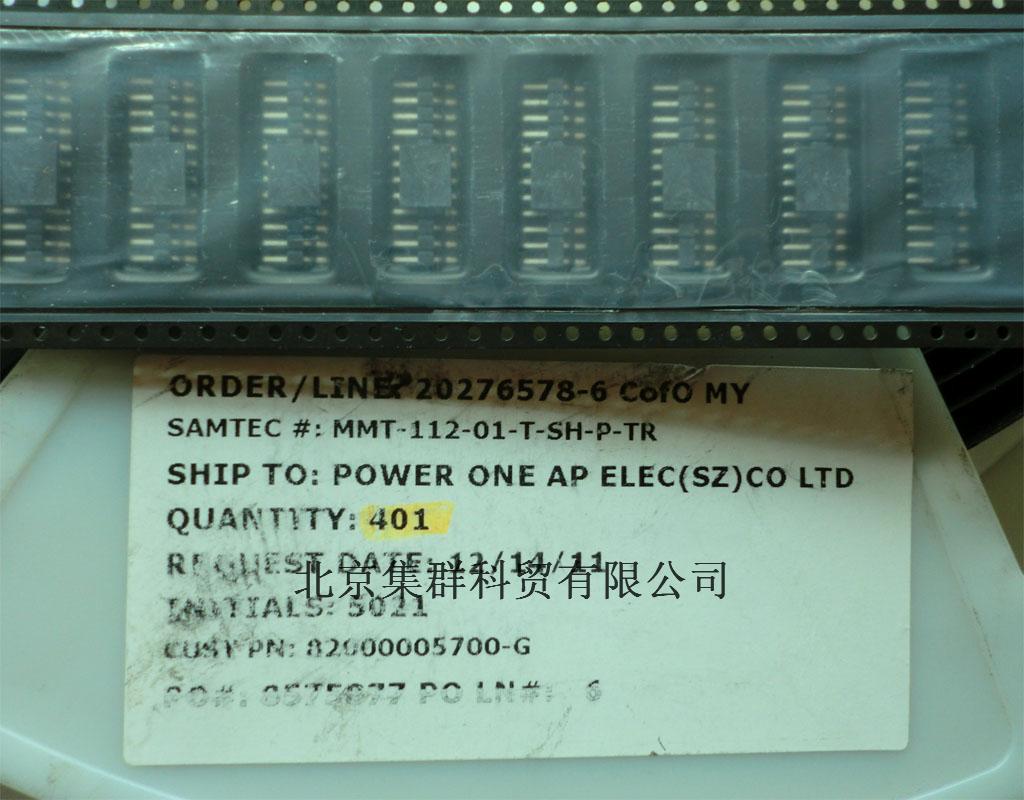 ORDER/LINE: 20276578-6 CofO MY
SAMTEC #: MMT-112-01-T-SH-P-TR
SHIP TO: POWER ONE AP ELEC(SZ)CO LTD
QUANTITY: 401
REQUEST DATE: 12/14/11
北京集群科贸有限公司
INITIALS: 5021
CUST PN: 82000005700-G
PO#: PO LN#: 6